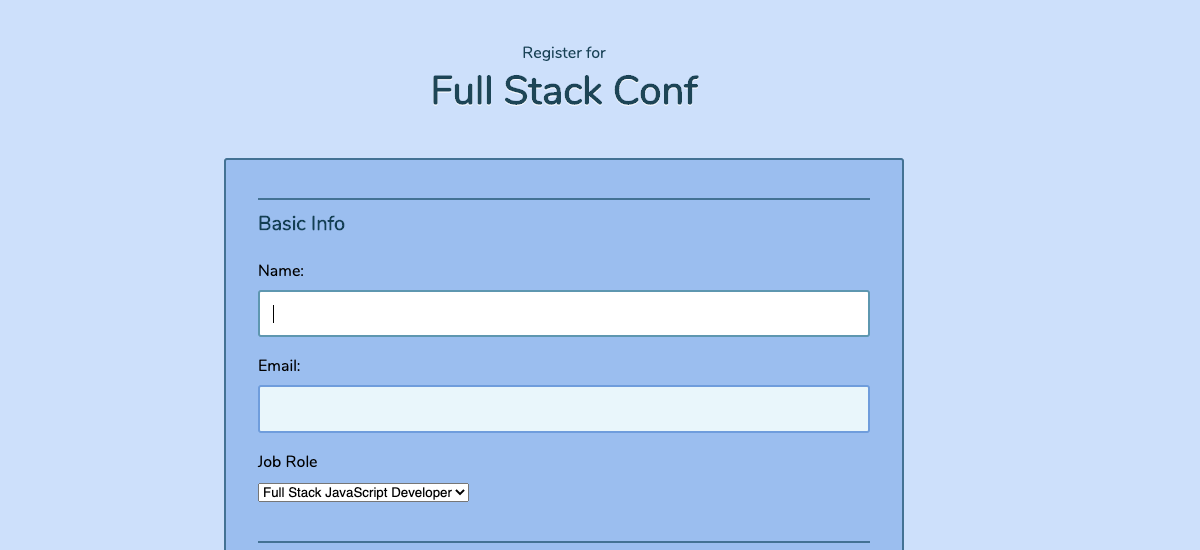 Register for
Full Stack Conf
Basic Info
Name:
Email:
Job Role
Full Stack JavaScript Developer